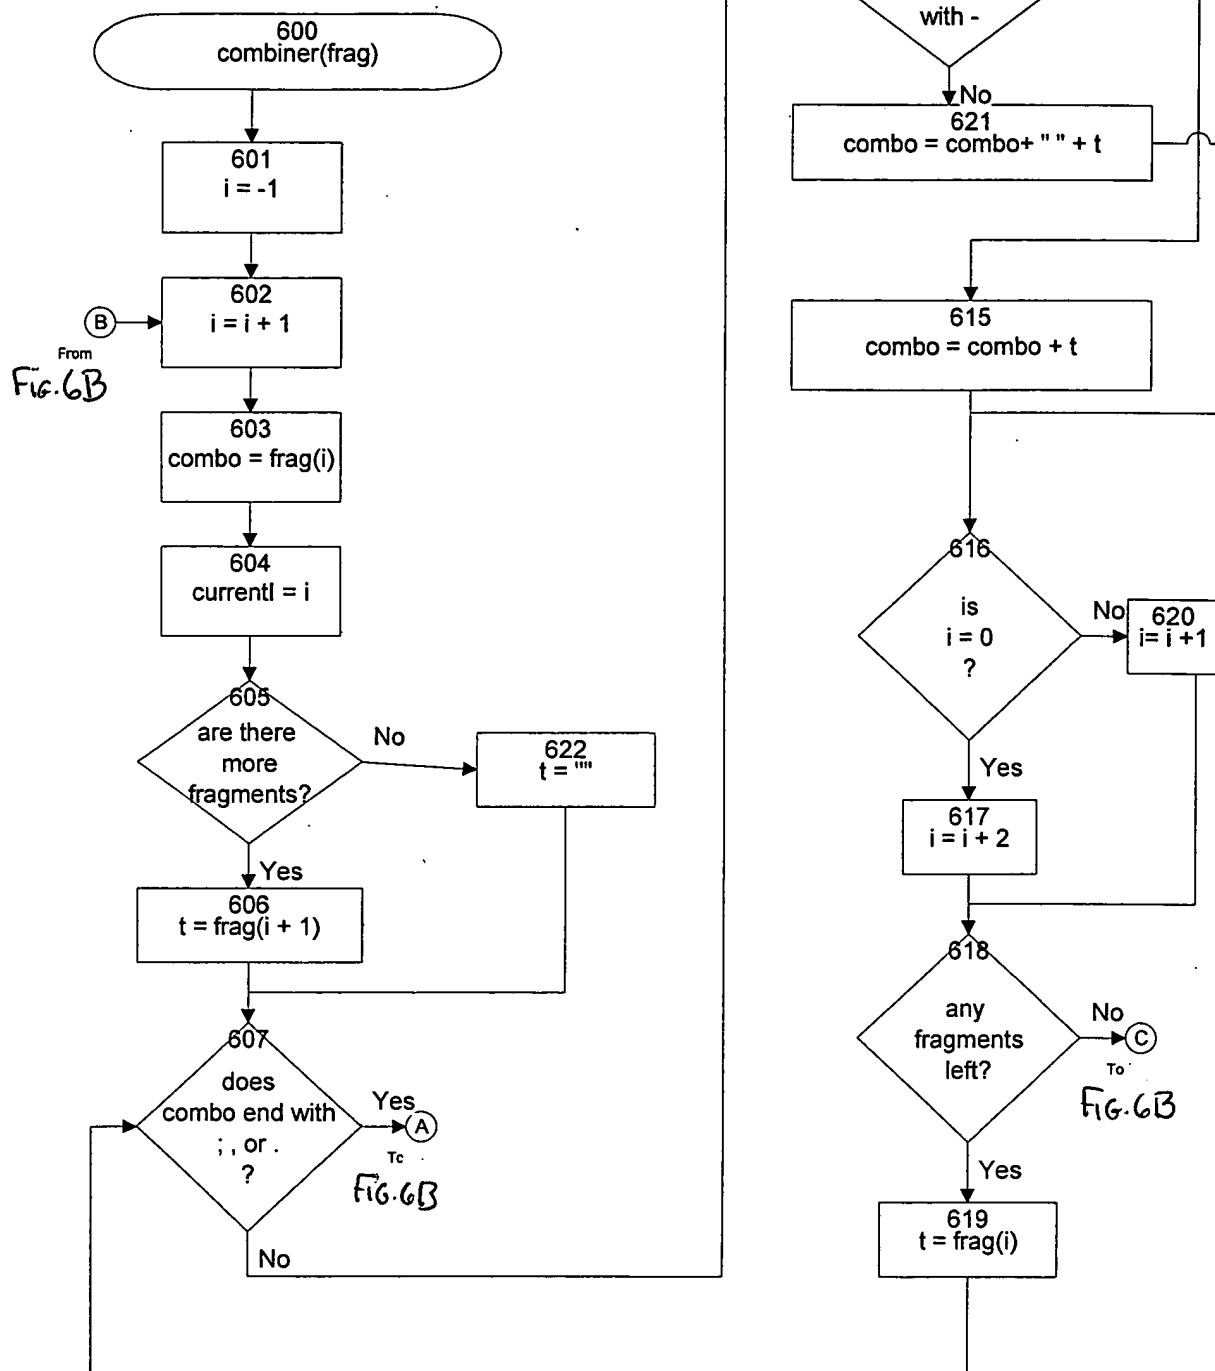 600
combiner(frag)
601
i = -1
602
i = i + 1
B
From
FIG.6B
603
combo = frag(i)
604
currentI = i
605
are there
more
fragments?
No
622
t = ""
Yes
606
t = frag(i + 1)
607
does
combo end with
; , or .
?
Yes
A
To
FIG.6B
No
with -
No
621
combo = combo+ " " + t
615
combo = combo + t
616
is
i = 0
?
No
620
i= i +1
Yes
617
i = i + 2
618
any
fragments
left?
No
C
To
FIG.6B
Yes
619
t = frag(i)